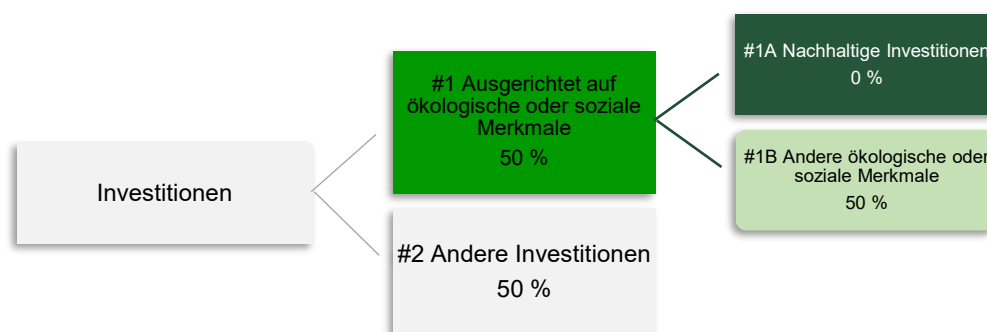 Investitionen
#1 Ausgerichtet auf
ökologische oder soziale
Merkmale
50 %
#2 Andere Investitionen
50 %
#1A Nachhaltige Investitionen
0 %
#1B Andere ökologische oder
soziale Merkmale
50 %